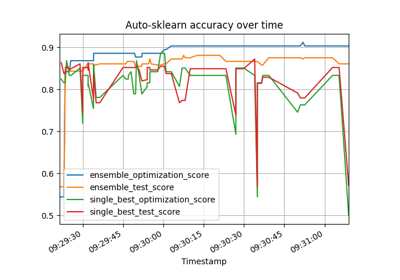 Auto-sklearn accuracy over time
0.9
0.8
0.7
0.6
0.5
ensemble_optimization_score
ensemble_test_score
single_best_optimization_score
single_best_test_score
09:29:30
09:29:45
09:30:00
09:30:15
09:30:30
09:30:45
09:31:00
Timestamp